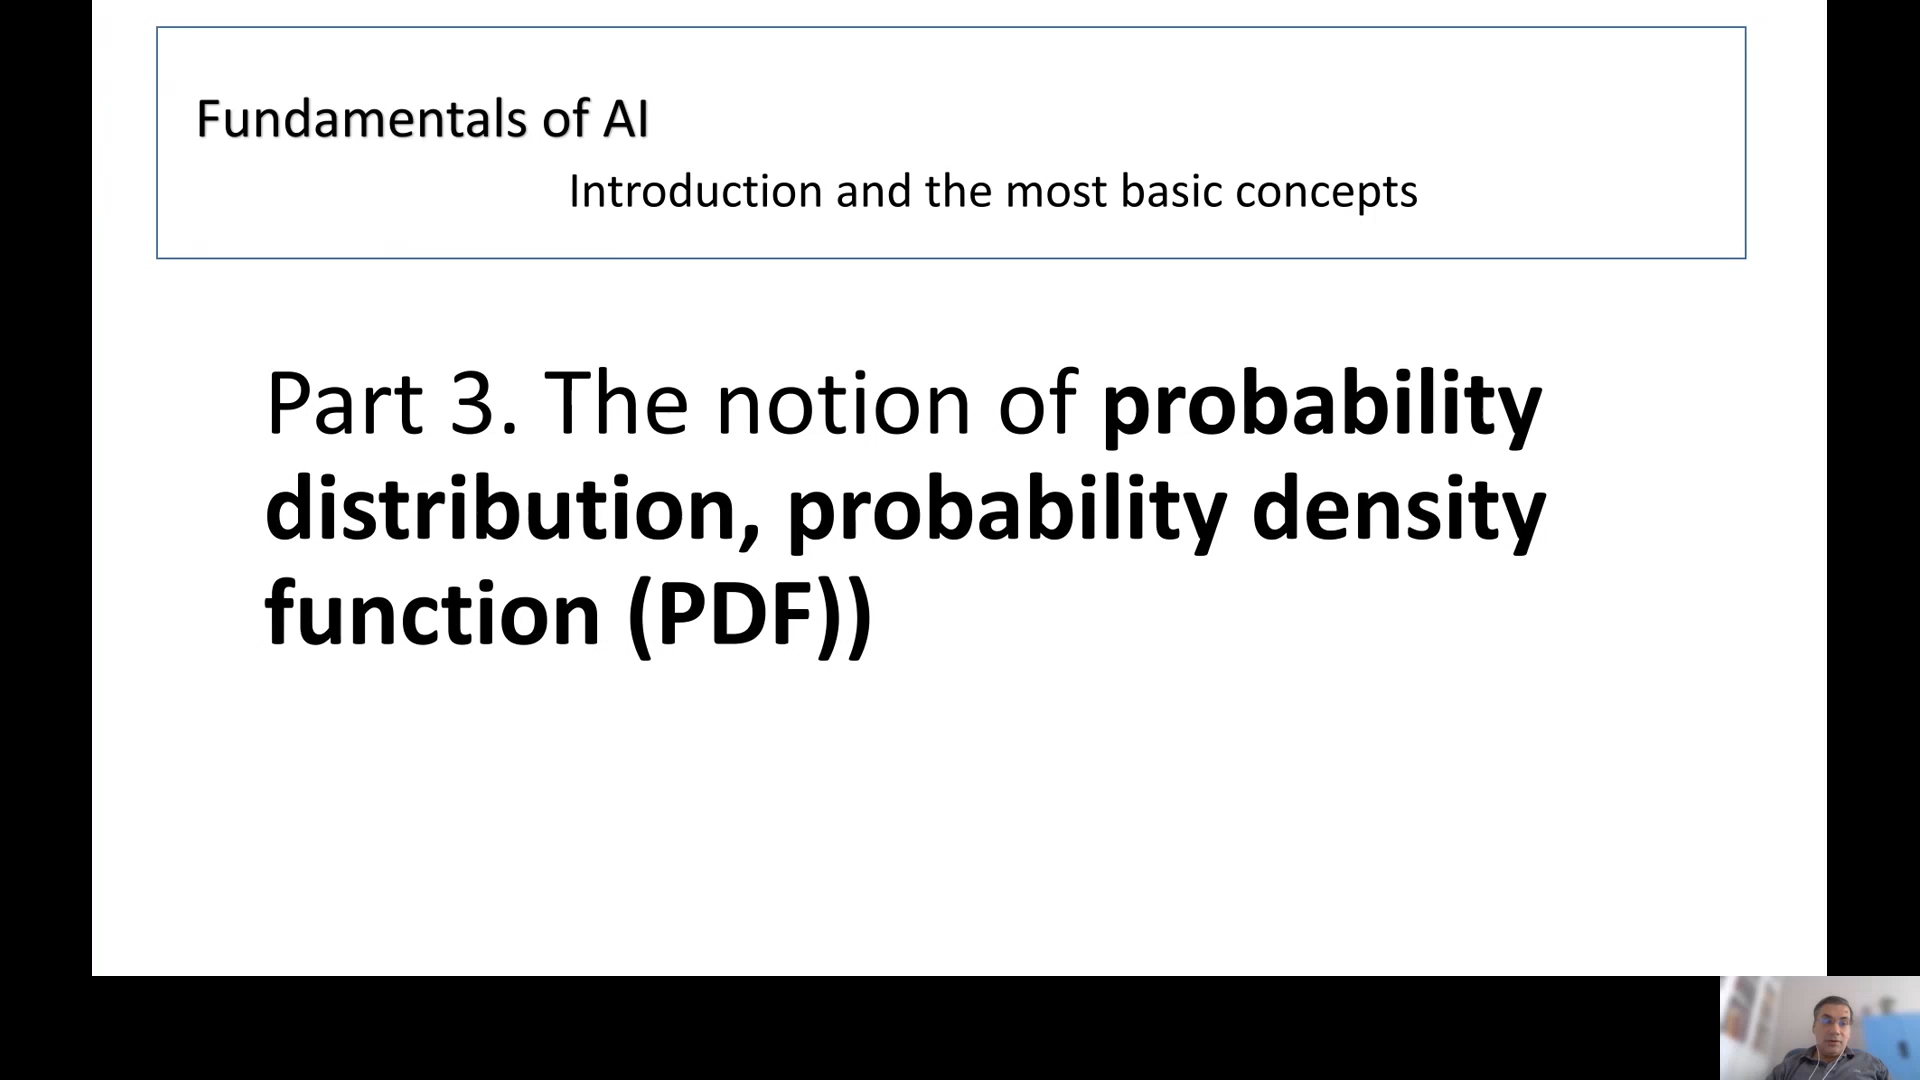 Fundamentals of AI
Introduction and the most basic concepts
Part 3. The notion of probability
distribution, probability density
function (PDF))